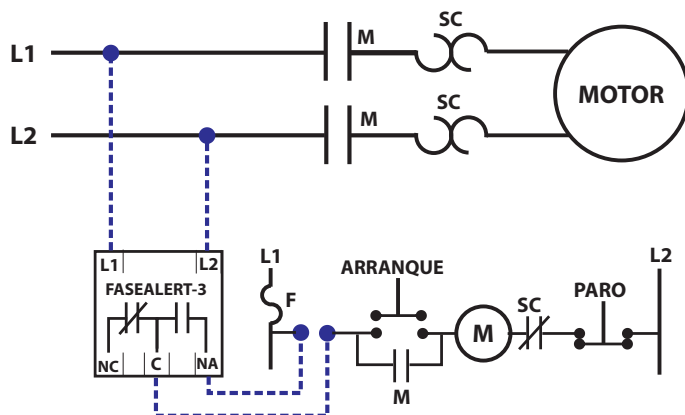 SC
L1
M
MOTOR
SC
L2
M
L1
L2
FASEALERT-3
NC
C
NA
L1
F
ARRANQUE
M
M
SC
PARO
L2